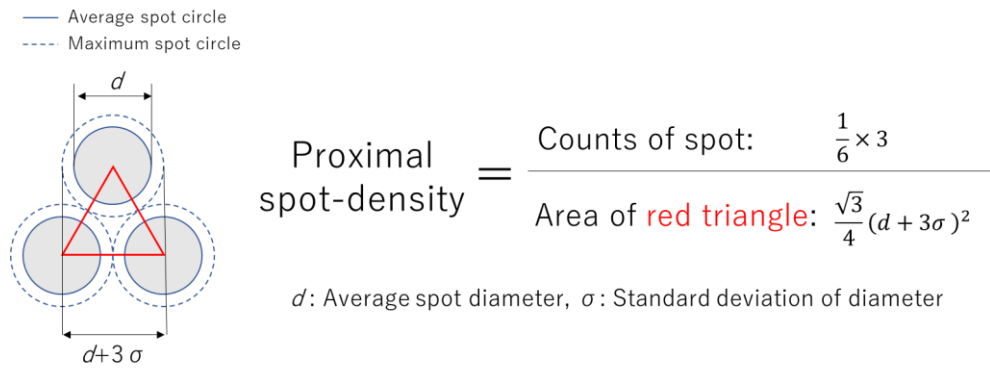 Average spot circle
Maximum spot circle
d
Proximal
spot-density
=
Counts of spot: 1/6 × 3
Area of red triangle: √3/4 (d + 3σ)²
d : Average spot diameter, σ : Standard deviation of diameter
d+3 σ